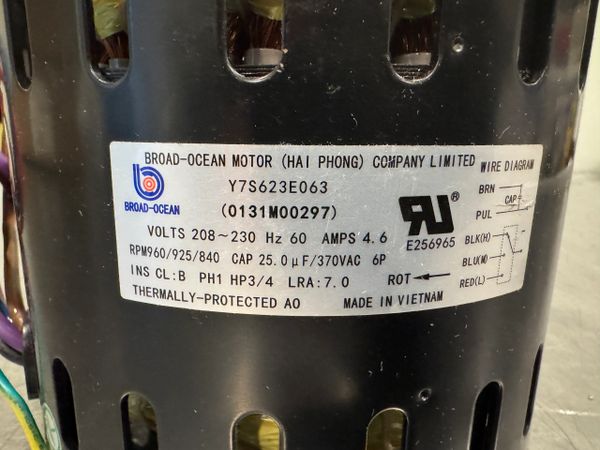 BROAD-OCEAN MOTOR (HAI PHONG) COMPANY LIMITED
WIRE DIAGRAM
BROAD-OCEAN
Y7S623E063
(0131M00297)
VOLTS 208~230 Hz 60 AMPS 4.6
RPM960/925/840 CAP 25.0µF/370VAC 6P
INS CL:B PH1 HP3/4 LRA:7.0
THERMALLY-PROTECTED AO MADE IN VIETNAM
RU®
E256965
ROT
BRN
CAP
PUL
BLK(H)
BLU(M)
RED(L)